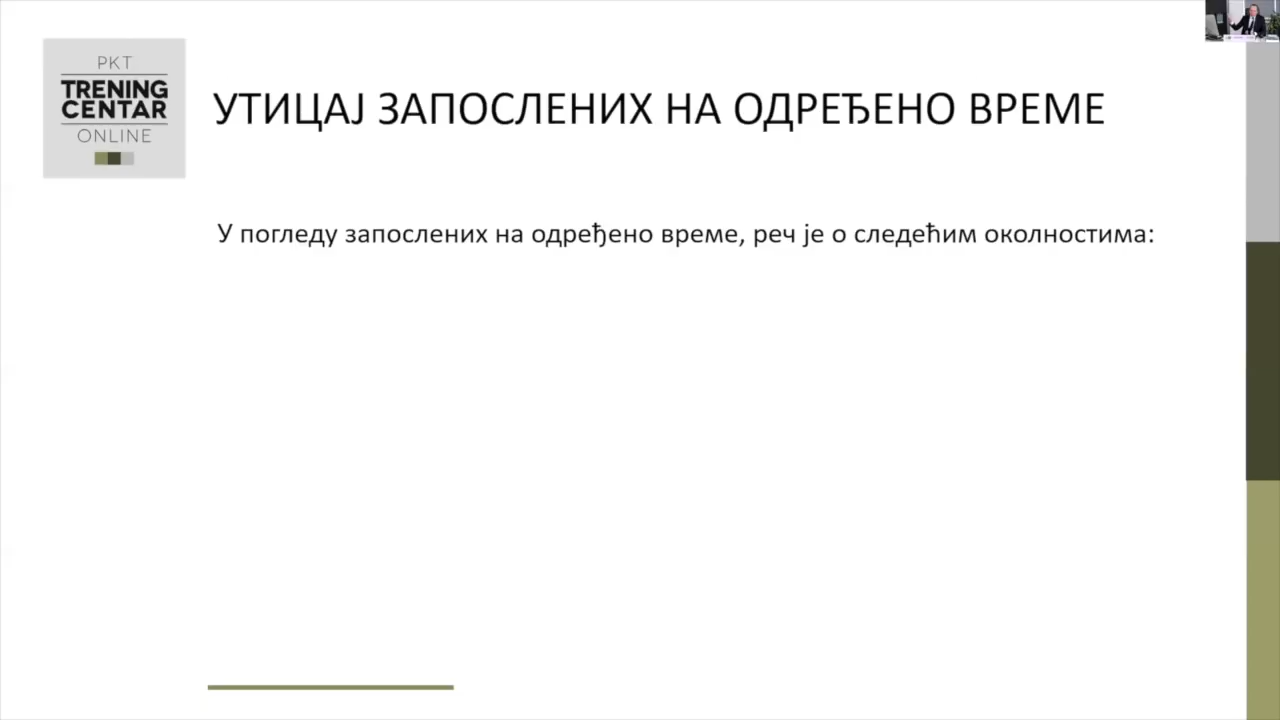 PKT
TRENING
CENTAR
ONLINE
УТИЦАЈ ЗАПОСЛЕНИХ НА ОДРЕЂЕНО ВРЕМЕ
У погледу запослених на одређено време, реч је о следећим околностима: